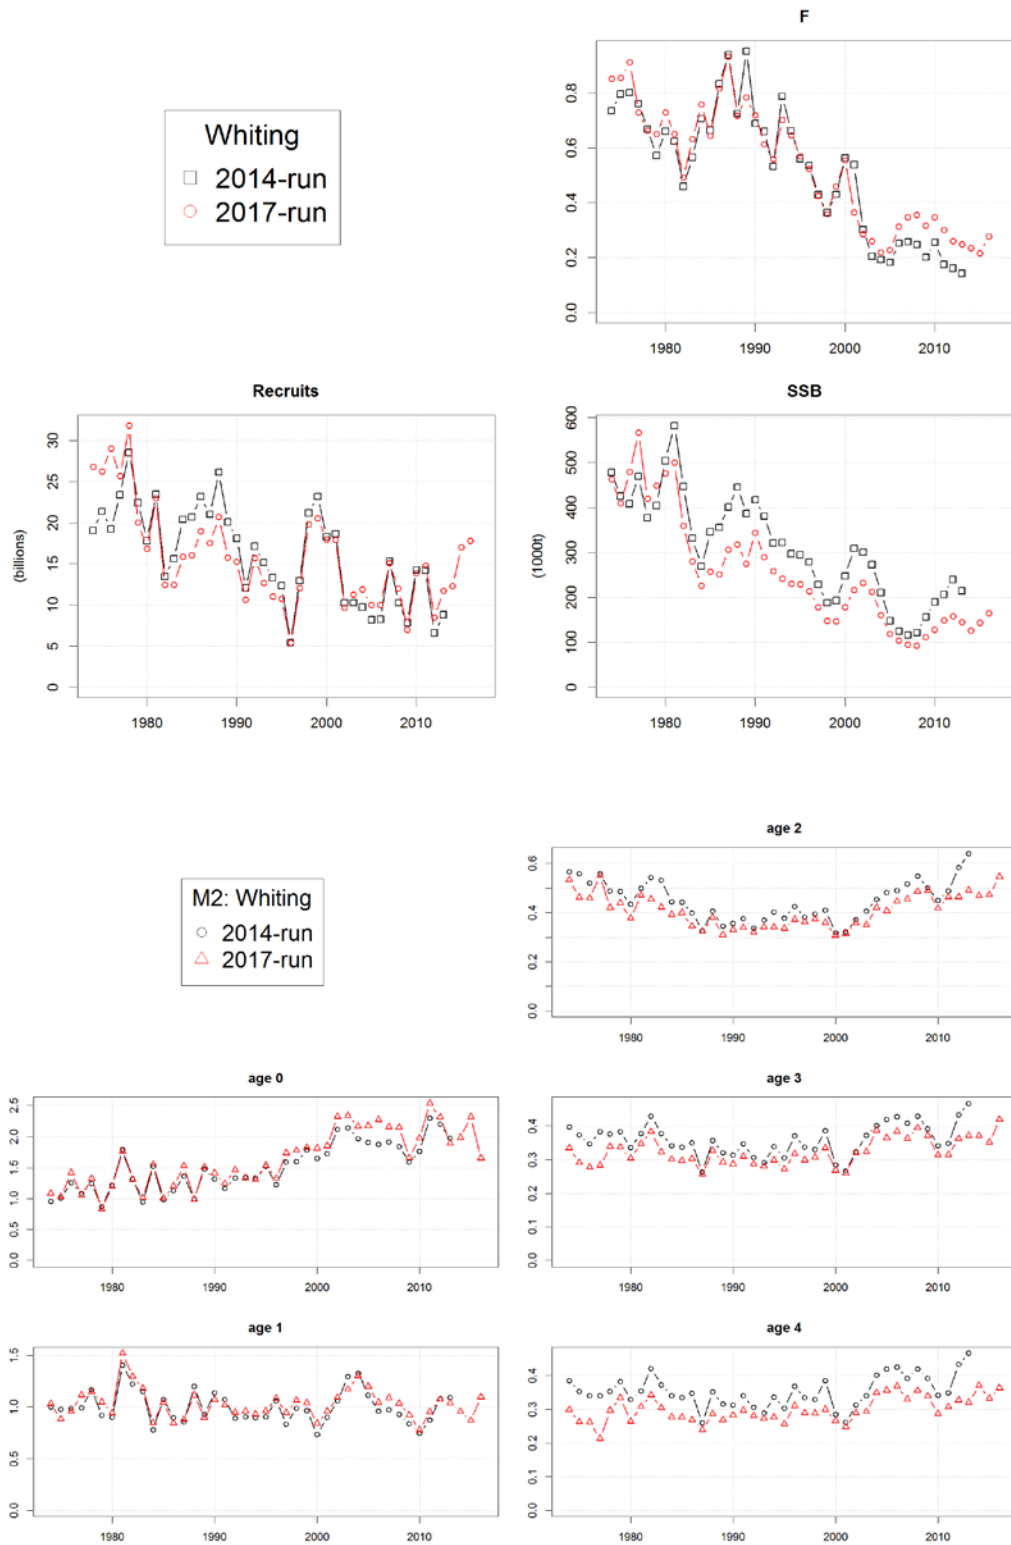 F
Whiting
2014-run
2017-run
0.0 0.2 0.4 0.6 0.8
1980 1990 2000 2010
Recruits
(billions)
0 5 10 15 20 25 30
1980 1990 2000 2010
SSB
(1000t)
0 100 200 300 400 500 600
1980 1990 2000 2010
M2: Whiting
2014-run
2017-run
age 2
0.0 0.2 0.3 0.4 0.6
1980 1990 2000 2010
age 0
0.0 0.5 1.0 1.5 2.0 2.5
1980 1990 2000 2010
age 3
0.0 0.1 0.2 0.3 0.4
1980 1990 2000 2010
age 1
0.0 0.5 1.0 1.5
1980 1990 2000 2010
age 4
0.0 0.1 0.2 0.3 0.4
1980 1990 2000 2010